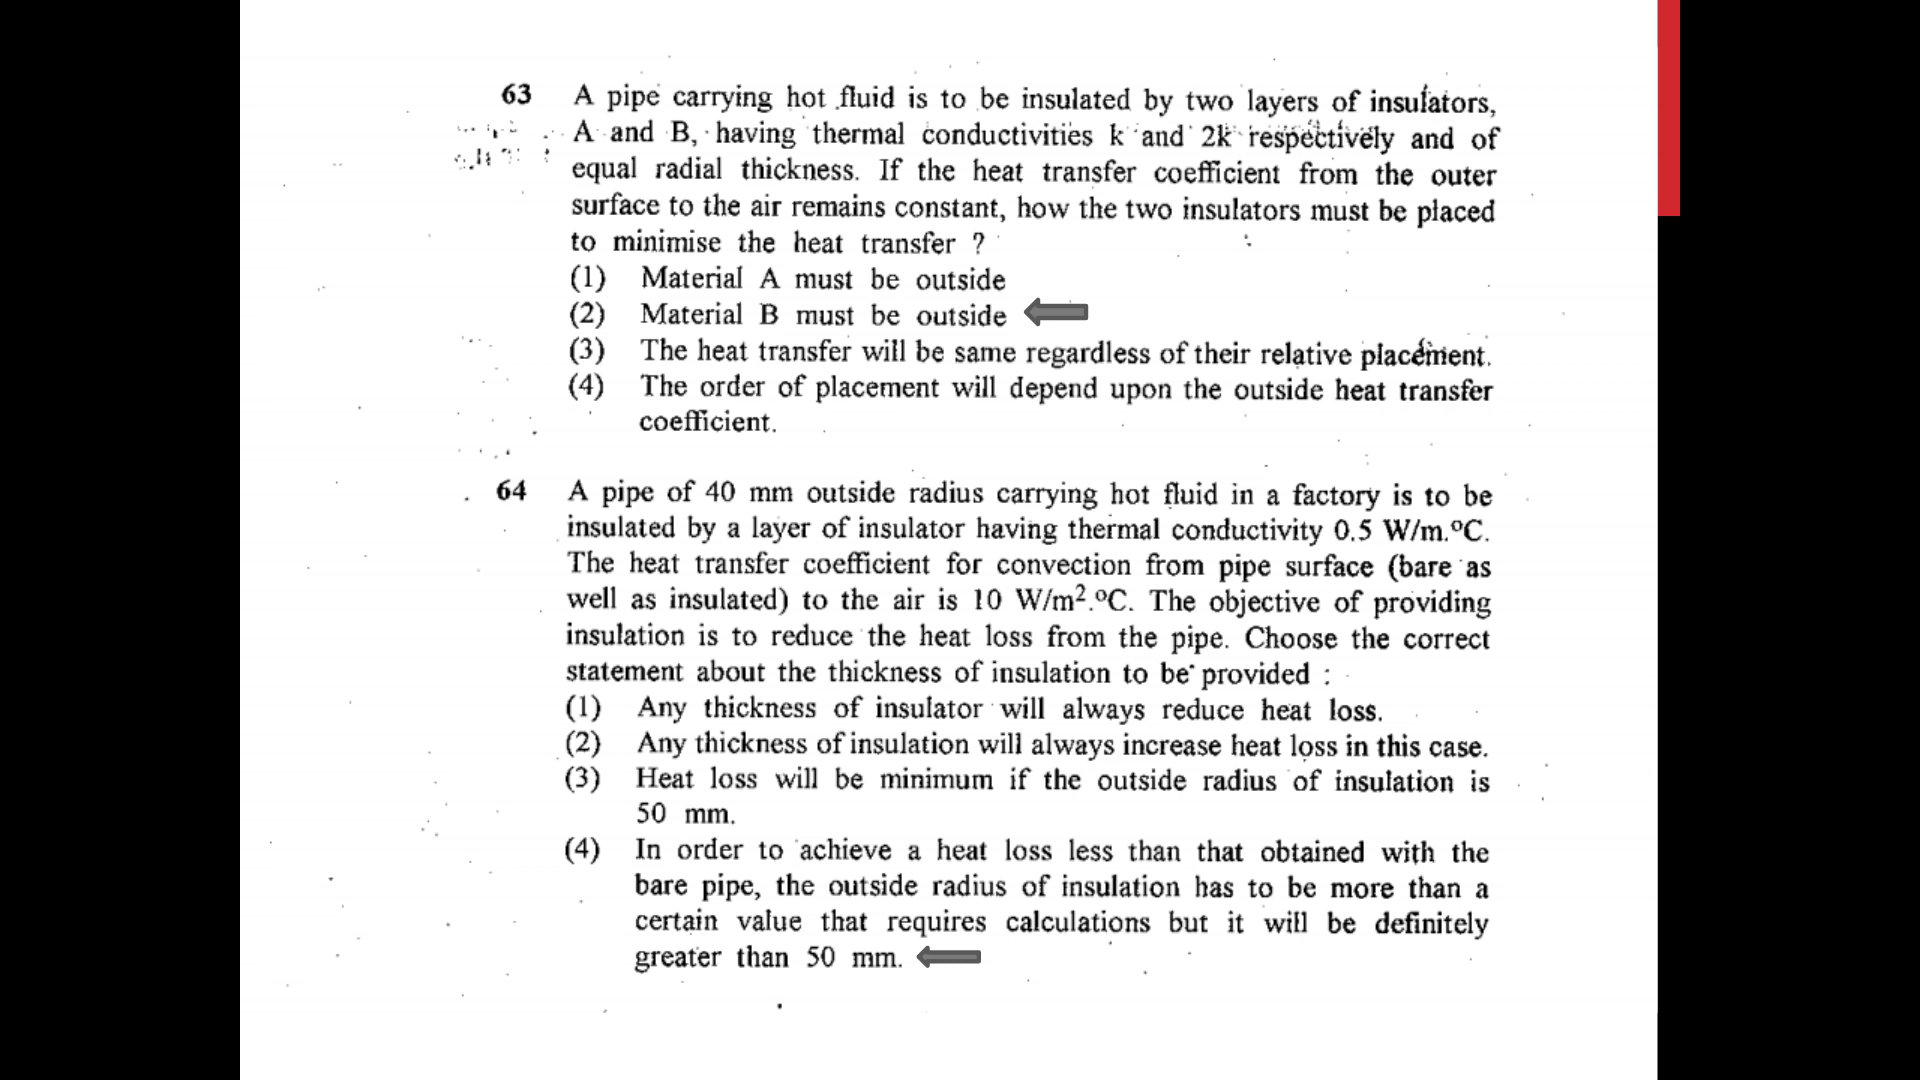 63 A pipe carrying hot fluid is to be insulated by two layers of insulators,
A and B, having thermal conductivities k and 2k respectively and of
equal radial thickness. If the heat transfer coefficient from the outer
surface to the air remains constant, how the two insulators must be placed
to minimise the heat transfer ?
(1) Material A must be outside
(2) Material B must be outside
(3) The heat transfer will be same regardless of their relative placement.
(4) The order of placement will depend upon the outside heat transfer
coefficient.
64 A pipe of 40 mm outside radius carrying hot fluid in a factory is to be
insulated by a layer of insulator having thermal conductivity 0.5 W/m.ºC.
The heat transfer coefficient for convection from pipe surface (bare as
well as insulated) to the air is 10 W/m².ºC. The objective of providing
insulation is to reduce the heat loss from the pipe. Choose the correct
statement about the thickness of insulation to be provided :
(1) Any thickness of insulator will always reduce heat loss.
(2) Any thickness of insulation will always increase heat loss in this case.
(3) Heat loss will be minimum if the outside radius of insulation is
50 mm.
(4) In order to achieve a heat loss less than that obtained with the
bare pipe, the outside radius of insulation has to be more than a
certain value that requires calculations but it will be definitely
greater than 50 mm.